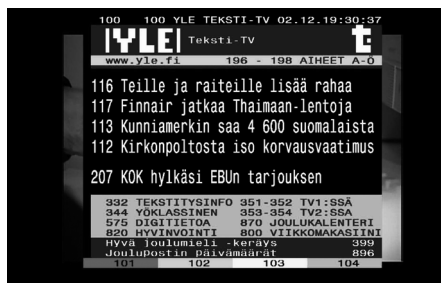 100 100 YLE TEKSTI-TV 02.12.19:30:37
YLE Teksti-TV t:
www.yle.fi 196 - 198 AIHEET A-Ö
116 Teille ja raiteille lisää rahaa
117 Finnair jatkaa Thaimaan-lentoja
113 Kunniamerkin saa 4 600 suomalaista
112 Kirkonpoltosta iso korvausvaatimus
207 KOK hylkäsi EBUn tarjouksen
332 TEKSTITYSINFO 351-352 TV1:SSÄ
344 YÖKLASSINEN 353-354 TV2:SSA
575 DIGITIETOA 870 JOULUKALENTERI
820 HYVINVOINTI 800 VIIKKOMAKASIINI
Hyvä joulumieli -keräys 399
Joulupostin päivämäärät 896
101 102 103 104